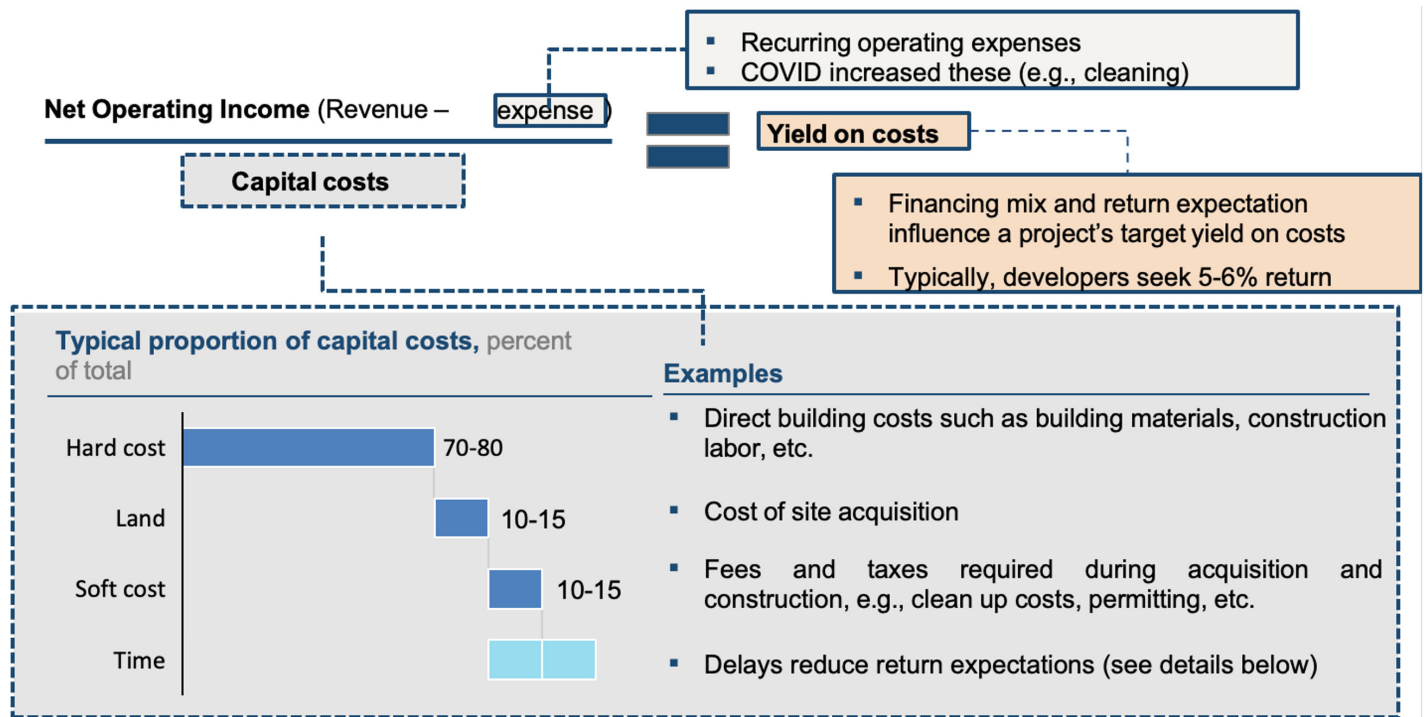 Recurring operating expenses
COVID increased these (e.g., cleaning)
Net Operating Income (Revenue – expense )
Yield on costs
Capital costs
Financing mix and return expectation
influence a project's target yield on costs
Typically, developers seek 5-6% return
Typical proportion of capital costs, percent
of total
Examples
Hard cost
70-80
Direct building costs such as building materials, construction
labor, etc.
Land
10-15
Cost of site acquisition
Soft cost
10-15
Fees and taxes required during acquisition and
construction, e.g., clean up costs, permitting, etc.
Time
Delays reduce return expectations (see details below)